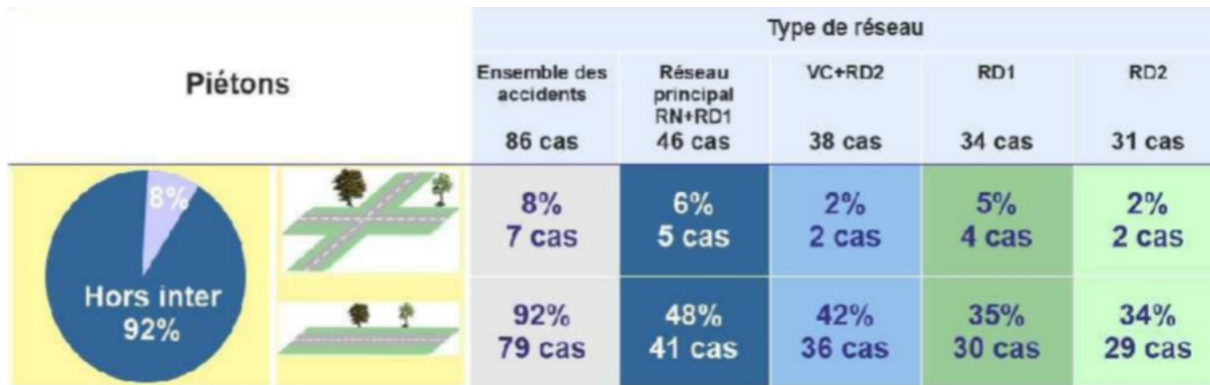 Type de réseau
Piétons
Ensemble des
accidents
86 cas
Réseau
principal
RN+RD1
46 cas
VC+RD2
38 cas
RD1
34 cas
RD2
31 cas
8%
Hors inter
92%
8%
7 cas
6%
5 cas
2%
2 cas
5%
4 cas
2%
2 cas
92%
79 cas
48%
41 cas
42%
36 cas
35%
30 cas
34%
29 cas